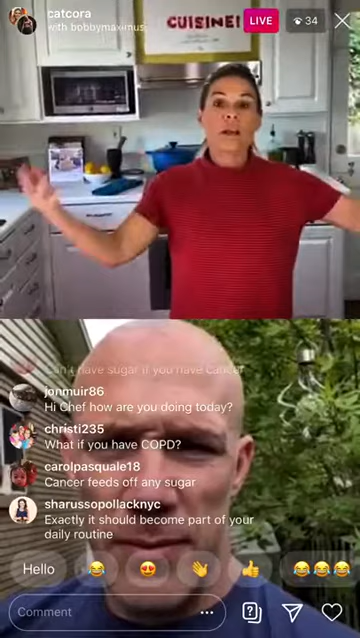 catcora
with bobbymaximus
CUISINE!
LIVE
34
can't have sugar if you have cancer
jonmuir86
Hi Chef how are you doing today?
christi235
What if you have COPD?
carolpasquale18
Cancer feeds off any sugar
sharussopollacknyc
Exactly it should become part of your
daily routine
Hello
Comment